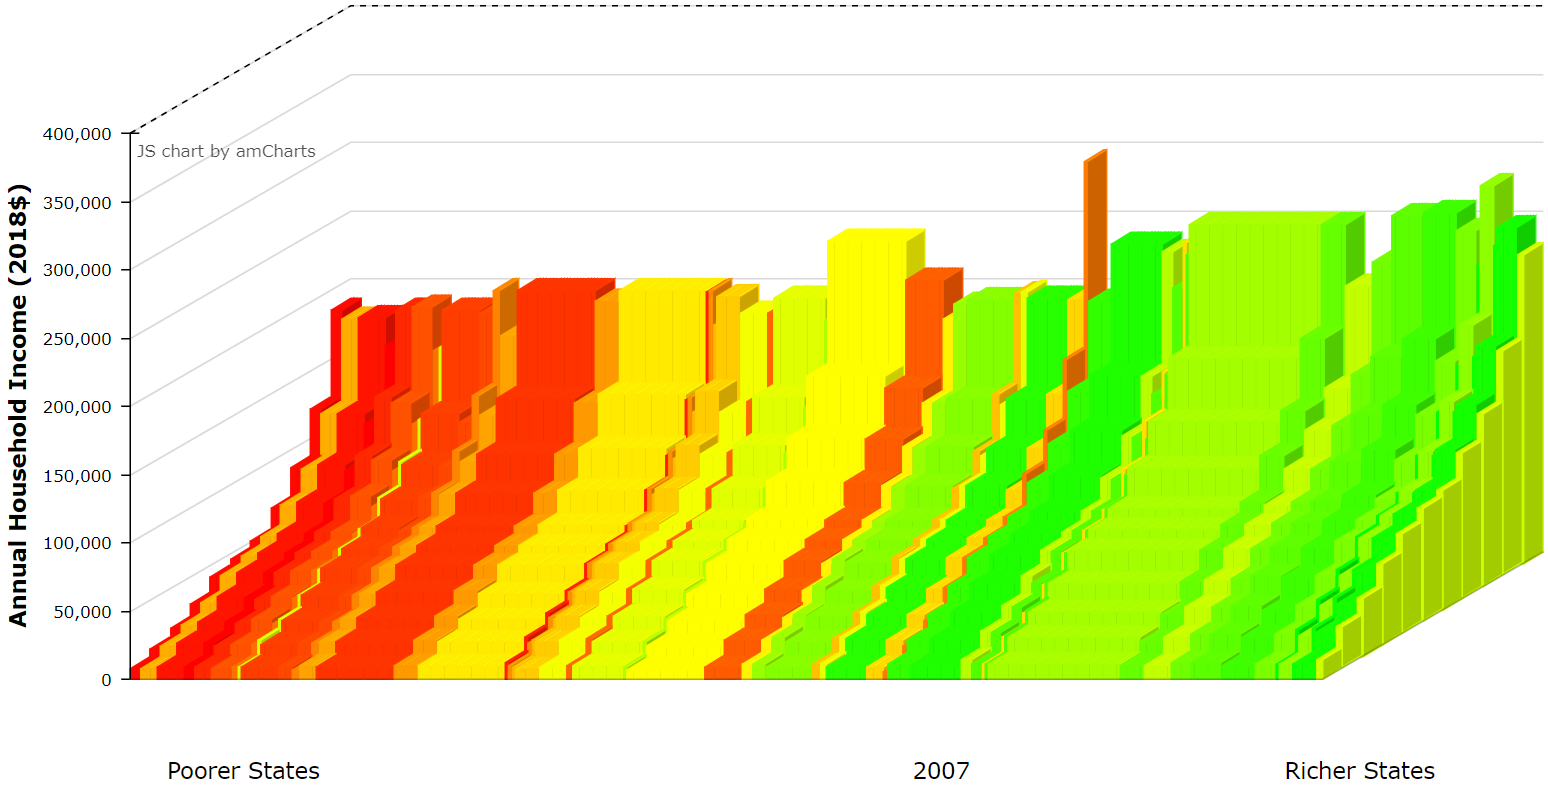 400,000
JS chart by amCharts
350,000
300,000
250,000
200,000
150,000
100,000
50,000
0
Annual Household Income (2018$)
Poorer States
2007
Richer States